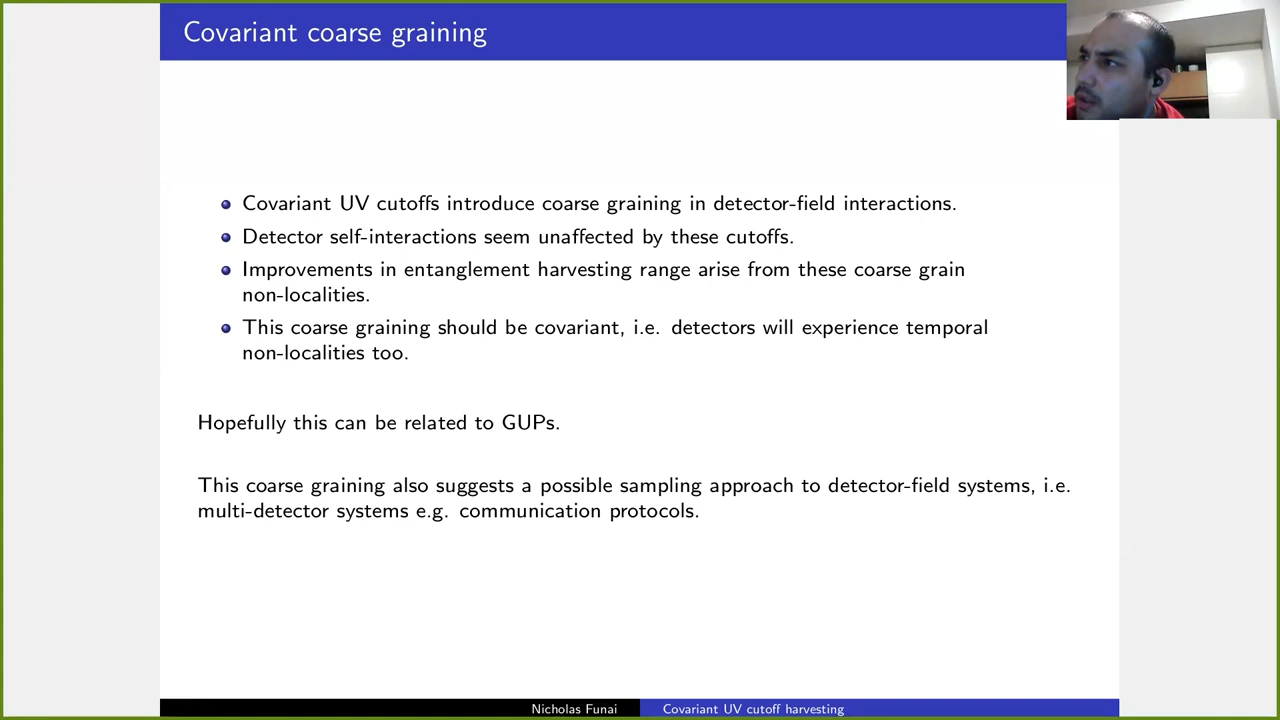 Covariant coarse graining
Covariant UV cutoffs introduce coarse graining in detector-field interactions.
Detector self-interactions seem unaffected by these cutoffs.
Improvements in entanglement harvesting range arise from these coarse grain
non-localities.
This coarse graining should be covariant, i.e. detectors will experience temporal
non-localities too.
Hopefully this can be related to GUPs.
This coarse graining also suggests a possible sampling approach to detector-field systems, i.e.
multi-detector systems e.g. communication protocols.
Nicholas Funai
Covariant UV cutoff harvesting